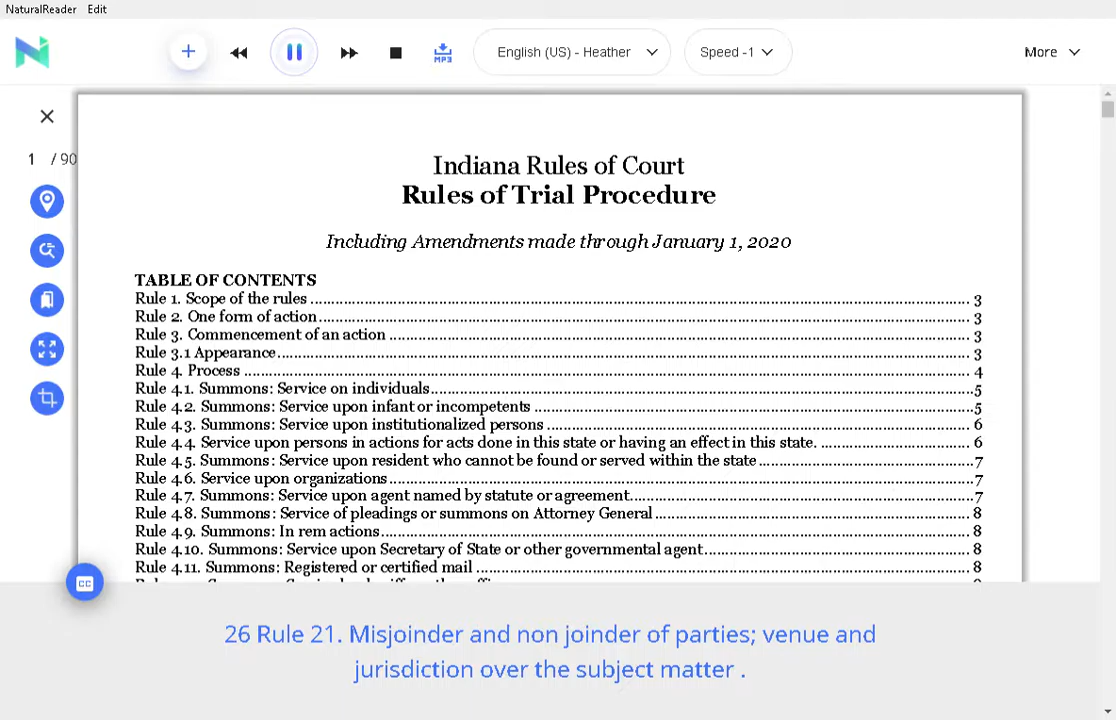 NaturalReader Edit
MP3
English (US) - Heather
Speed -1
More
1 / 90
Indiana Rules of Court
Rules of Trial Procedure
Including Amendments made through January 1, 2020
TABLE OF CONTENTS
Rule 1. Scope of the rules 3
Rule 2. One form of action 3
Rule 3. Commencement of an action 3
Rule 3.1 Appearance 3
Rule 4. Process 4
Rule 4.1. Summons: Service on individuals 5
Rule 4.2. Summons: Service upon infant or incompetents 5
Rule 4.3. Summons: Service upon institutionalized persons 6
Rule 4.4. Service upon persons in actions for acts done in this state or having an effect in this state. 6
Rule 4.5. Summons: Service upon resident who cannot be found or served within the state 7
Rule 4.6. Service upon organizations 7
Rule 4.7. Summons: Service upon agent named by statute or agreement 7
Rule 4.8. Summons: Service of pleadings or summons on Attorney General 8
Rule 4.9. Summons: In rem actions 8
Rule 4.10. Summons: Service upon Secretary of State or other governmental agent 8
Rule 4.11. Summons: Registered or certified mail 8
CC
26 Rule 21. Misjoinder and non joinder of parties; venue and
jurisdiction over the subject matter .